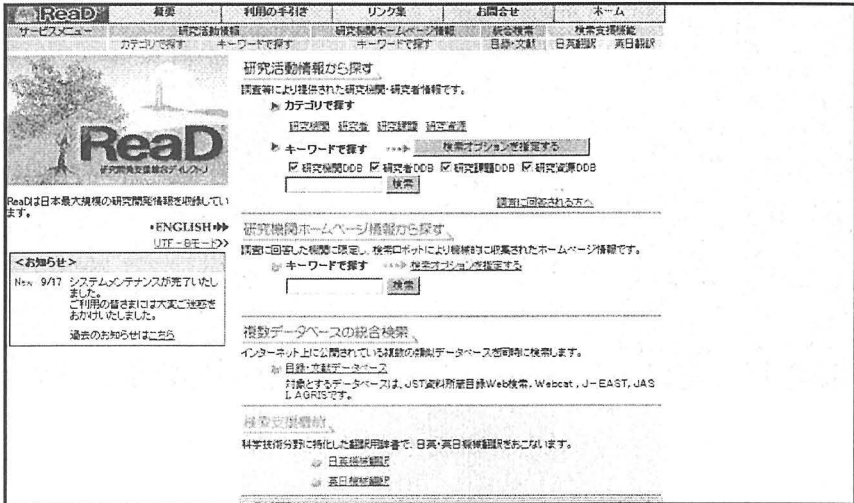 ReaD 概要 利用の手引き リンク集 お問合せ ホーム
サービスメニュー 研究活動情報 研究機関ホームページ情報 統合検索 検索支援機能
カテゴリで探す キーワードで探す キーワードで探す 目録・文献 日英翻訳 英日翻訳
ReaD
研究開発支援総合ディレクトリ
ReaDは日本最大規模の研究開発情報を収録してい
ます。
・ENGLISH
UTF-8モード>>
<お知らせ>
New 9/17 システムメンテナンスが完了いたし
ました。
ご利用の皆さまには大変ご迷惑を
おかけいたしました。
過去のお知らせはこちら
研究活動情報から探す
調査等により提供された研究機関・研究者情報です。
カテゴリで探す
研究機関 研究者 研究課題 研究資源
キーワードで探す 検索オプションを指定する
研究機関DDB 研究者DDB 研究課題DDB 研究資源DDB
検索
調査に回答される方へ
研究機関ホームページ情報から探す
調査に回答した機関に限定し、検索ロボットにより機械的に収集されたホームページ情報です。
キーワードで探す 検索オプションを指定する
検索
複数データベースの統合検索
インターネット上に公開されている複数の類似データベースを同時に検索します。
目録・文献データベース
対象とするデータベースは、JST資料所蔵目録Web検索、Webcat、J-EAST、JAS
I、AGRISです。
検索支援機能
科学技術分野に特化した翻訳用辞書で、日英・英日機械翻訳をおこないます。
日英機械翻訳
英日機械翻訳